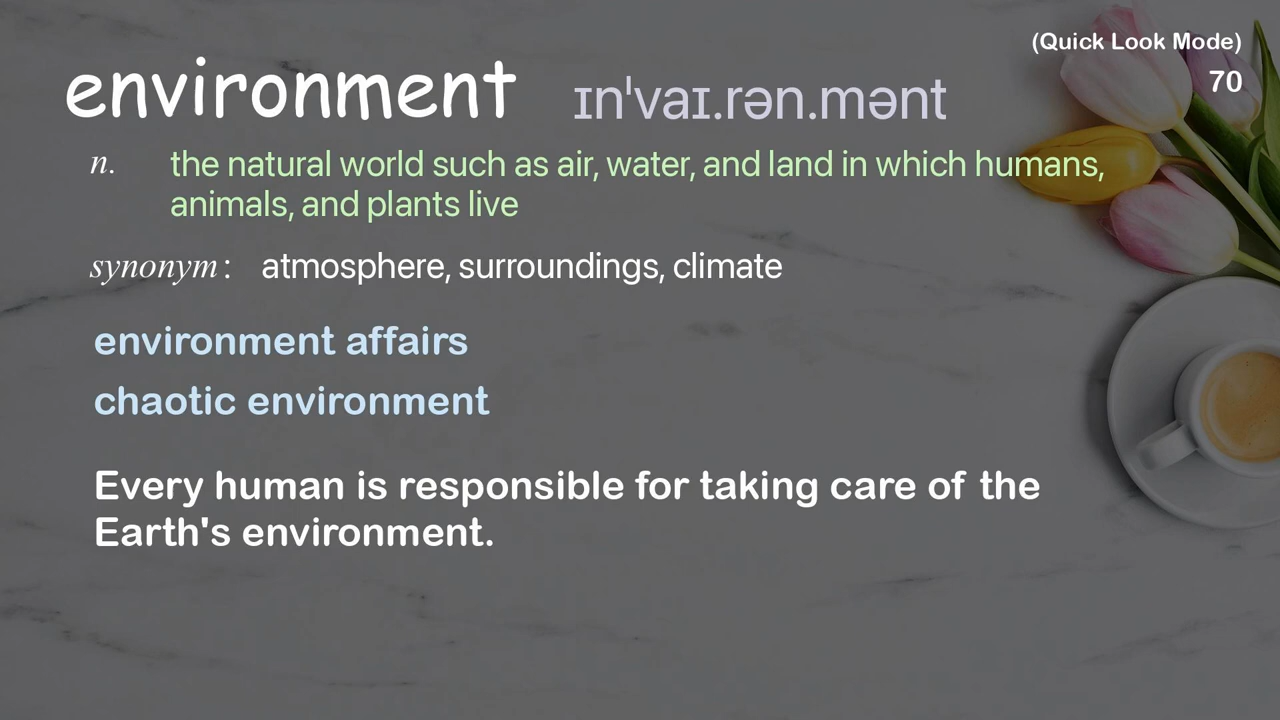 (Quick Look Mode)
environment ɪnˈvaɪ.rən.mənt 70
n. the natural world such as air, water, and land in which humans,
animals, and plants live
synonym: atmosphere, surroundings, climate
environment affairs
chaotic environment
Every human is responsible for taking care of the
Earth's environment.